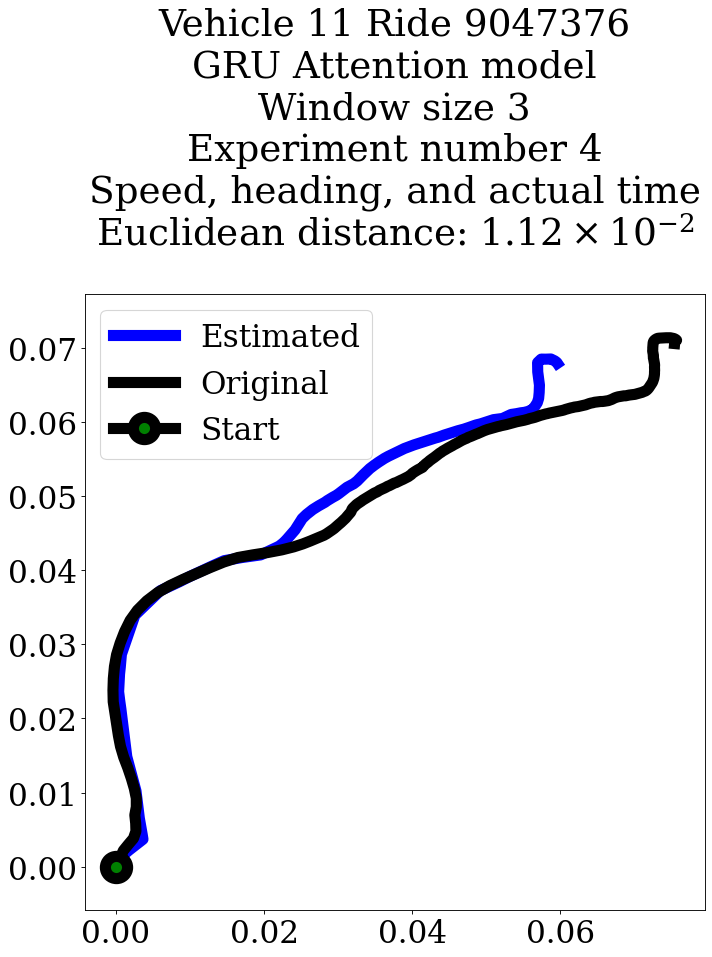 Vehicle 11 Ride 9047376
GRU Attention model
Window size 3
Experiment number 4
Speed, heading, and actual time
Euclidean distance: 1.12 × 10⁻²
Estimated
Original
Start
0.07
0.06
0.05
0.04
0.03
0.02
0.01
0.00
0.00 0.02 0.04 0.06